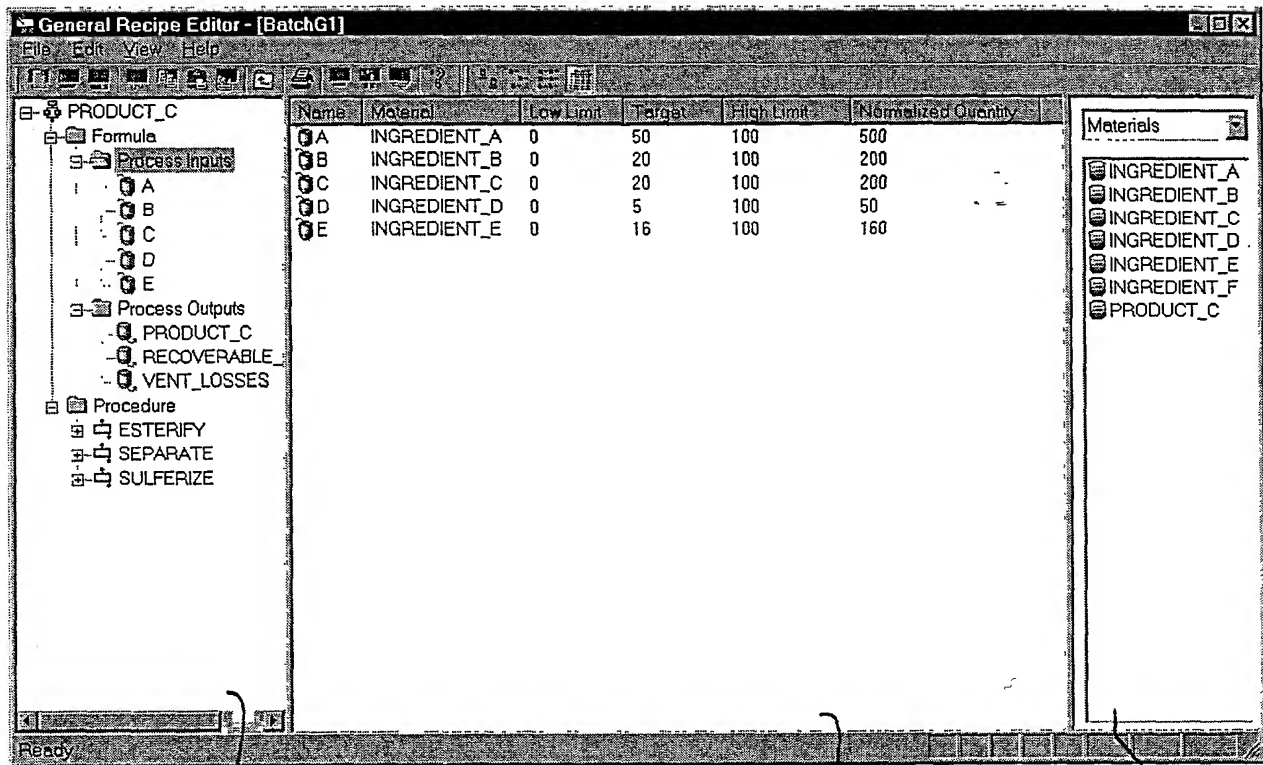 General Recipe Editor - [BatchG1]
File Edit View Help
PRODUCT_C
Formula
Process Inputs
A
B
C
D
E
Process Outputs
PRODUCT_C
RECOVERABLE_
VENT_LOSSES
Procedure
ESTERIFY
SEPARATE
SULFERIZE
Name Material Low Limit Target High Limit Normalized Quantity
A INGREDIENT_A 0 50 100 500
B INGREDIENT_B 0 20 100 200
C INGREDIENT_C 0 20 100 200
D INGREDIENT_D 0 5 100 50
E INGREDIENT_E 0 16 100 160
Materials
INGREDIENT_A
INGREDIENT_B
INGREDIENT_C
INGREDIENT_D
INGREDIENT_E
INGREDIENT_F
PRODUCT_C
Ready